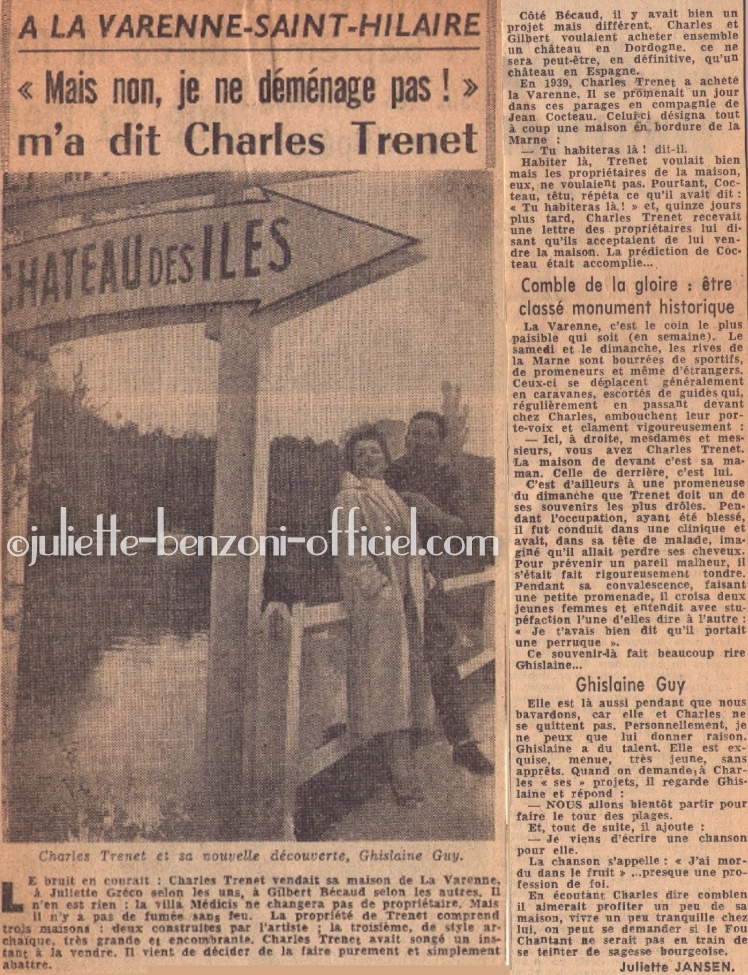 A LA VARENNE-SAINT-HILAIRE
« Mais non, je ne déménage pas ! »
m'a dit Charles Trenet
CHATEAU DES ILES
©juliette-benzoni-officiel.com
Charles Trenet et sa nouvelle découverte, Ghislaine Guy.
LE bruit en courait : Charles Trenet vendait sa maison de La Varenne,
à Juliette Gréco selon les uns, à Gilbert Bécaud selon les autres. Il
n'en est rien : la villa Médicis ne changera pas de propriétaire. Mais
il n'y a pas de fumée sans feu. La propriété de Trenet comprend
trois maisons : deux construites par l'artiste ; la troisième, de style ar-
chaïque, très grande et encombrante. Charles Trenet avait songé un ins-
tant à la vendre. Il vient de décider de la faire purement et simplement
abattre.
Côté Bécaud, il y avait bien un
projet mais différent. Charles et
Gilbert voulaient acheter ensemble
un château en Dordogne. ce ne
sera peut-être, en définitive, qu'un
château en Espagne.
En 1939, Charles Trenet a acheté
la Varenne. Il se promenait un jour
dans ces parages en compagnie de
Jean Cocteau. Celui-ci désigna tout
à coup une maison en bordure de la
Marne :
— Tu habiteras là ! dit-il.
Habiter là, Trenet voulait bien
mais les propriétaires de la maison,
eux, ne voulaient pas. Pourtant, Coc-
teau, têtu, répéta ce qu'il avait dit :
« Tu habiteras là ! » et, quinze jours
plus tard, Charles Trenet recevait
une lettre des propriétaires lui di-
sant qu'ils acceptaient de lui ven-
dre la maison. La prédiction de Coc-
teau était accomplie...
Comble de la gloire : être
classé monument historique
La Varenne, c'est le coin le plus
paisible qui soit (en semaine). Le
samedi et le dimanche, les rives de
la Marne sont bourrées de sportifs,
de promeneurs et même d'étrangers.
Ceux-ci se déplacent généralement
en caravanes, escortés de guides qui,
régulièrement en passant devant
chez Charles, embouchent leur por-
te-voix et clament vigoureusement :
— Ici, à droite, mesdames et mes-
sieurs, vous avez Charles Trenet.
La maison de devant c'est sa ma-
man. Celle de derrière, c'est lui.
C'est d'ailleurs à une promeneuse
du dimanche que Trenet doit un de
ses souvenirs les plus drôles. Pen-
dant l'occupation, ayant été blessé,
il fut conduit dans une clinique et
avait, dans sa tête de malade, ima-
giné qu'il allait perdre ses cheveux.
Pour prévenir un pareil malheur, il
s'était fait rigoureusement tondre.
Pendant sa convalescence, faisant
une petite promenade, il croisa deux
jeunes femmes et entendit avec stu-
péfaction l'une d'elles dire à l'autre :
« Je t'avais bien dit qu'il portait
une perruque ».
Ce souvenir-là fait beaucoup rire
Ghislaine...
Ghislaine Guy
Elle est là aussi pendant que nous
bavardons, car elle et Charles ne
se quittent pas. Personnellement, je
ne peux que lui donner raison.
Ghislaine a du talent. Elle est ex-
quise, menue, très jeune, sans
apprêts. Quand on demande à Char-
les « ses » projets, il regarde Ghis-
laine et répond :
— NOUS allons bientôt partir pour
faire le tour des plages.
Et, tout de suite, il ajoute :
— Je viens d'écrire une chanson
pour elle.
La chanson s'appelle : « J'ai mor-
du dans le fruit » ...presque une pro-
fession de foi.
En écoutant Charles dire combien
il aimerait profiter un peu de sa
maison, vivre un peu tranquille chez
lui, on peut se demander si le Fou
Chantant ne serait pas en train de
se teinter de sagesse bourgeoise.
Juliette JANSEN.